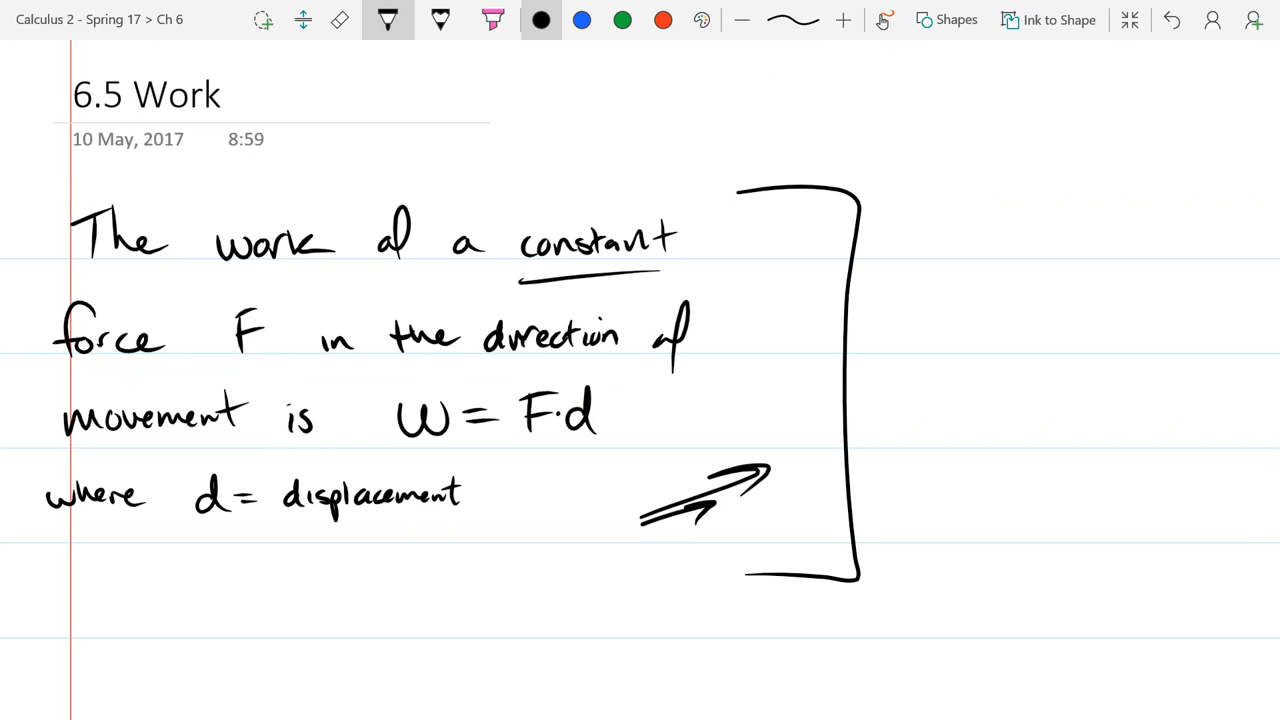 Calculus 2 - Spring 17 > Ch 6
Shapes
Ink to Shape
6.5 Work
10 May, 2017 8:59
The work of a constant
force F in the direction of
movement is W = F·d
where d = displacement